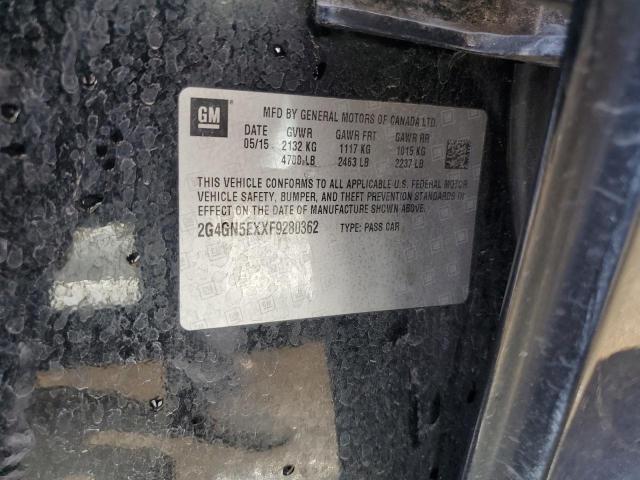 GM
MFD BY GENERAL MOTORS OF CANADA LTD.
DATE GVWR GAWR FRT GAWR RR
05/15 2132 KG 1117 KG 1015 KG
4700 LB 2463 LB 2237 LB
THIS VEHICLE CONFORMS TO ALL APPLICABLE U.S. FEDERAL MOTOR
VEHICLE SAFETY, BUMPER, AND THEFT PREVENTION STANDARDS IN
EFFECT ON THE DATE OF MANUFACTURE SHOWN ABOVE.
2G4GN5EXXF9280362 TYPE: PASS CAR